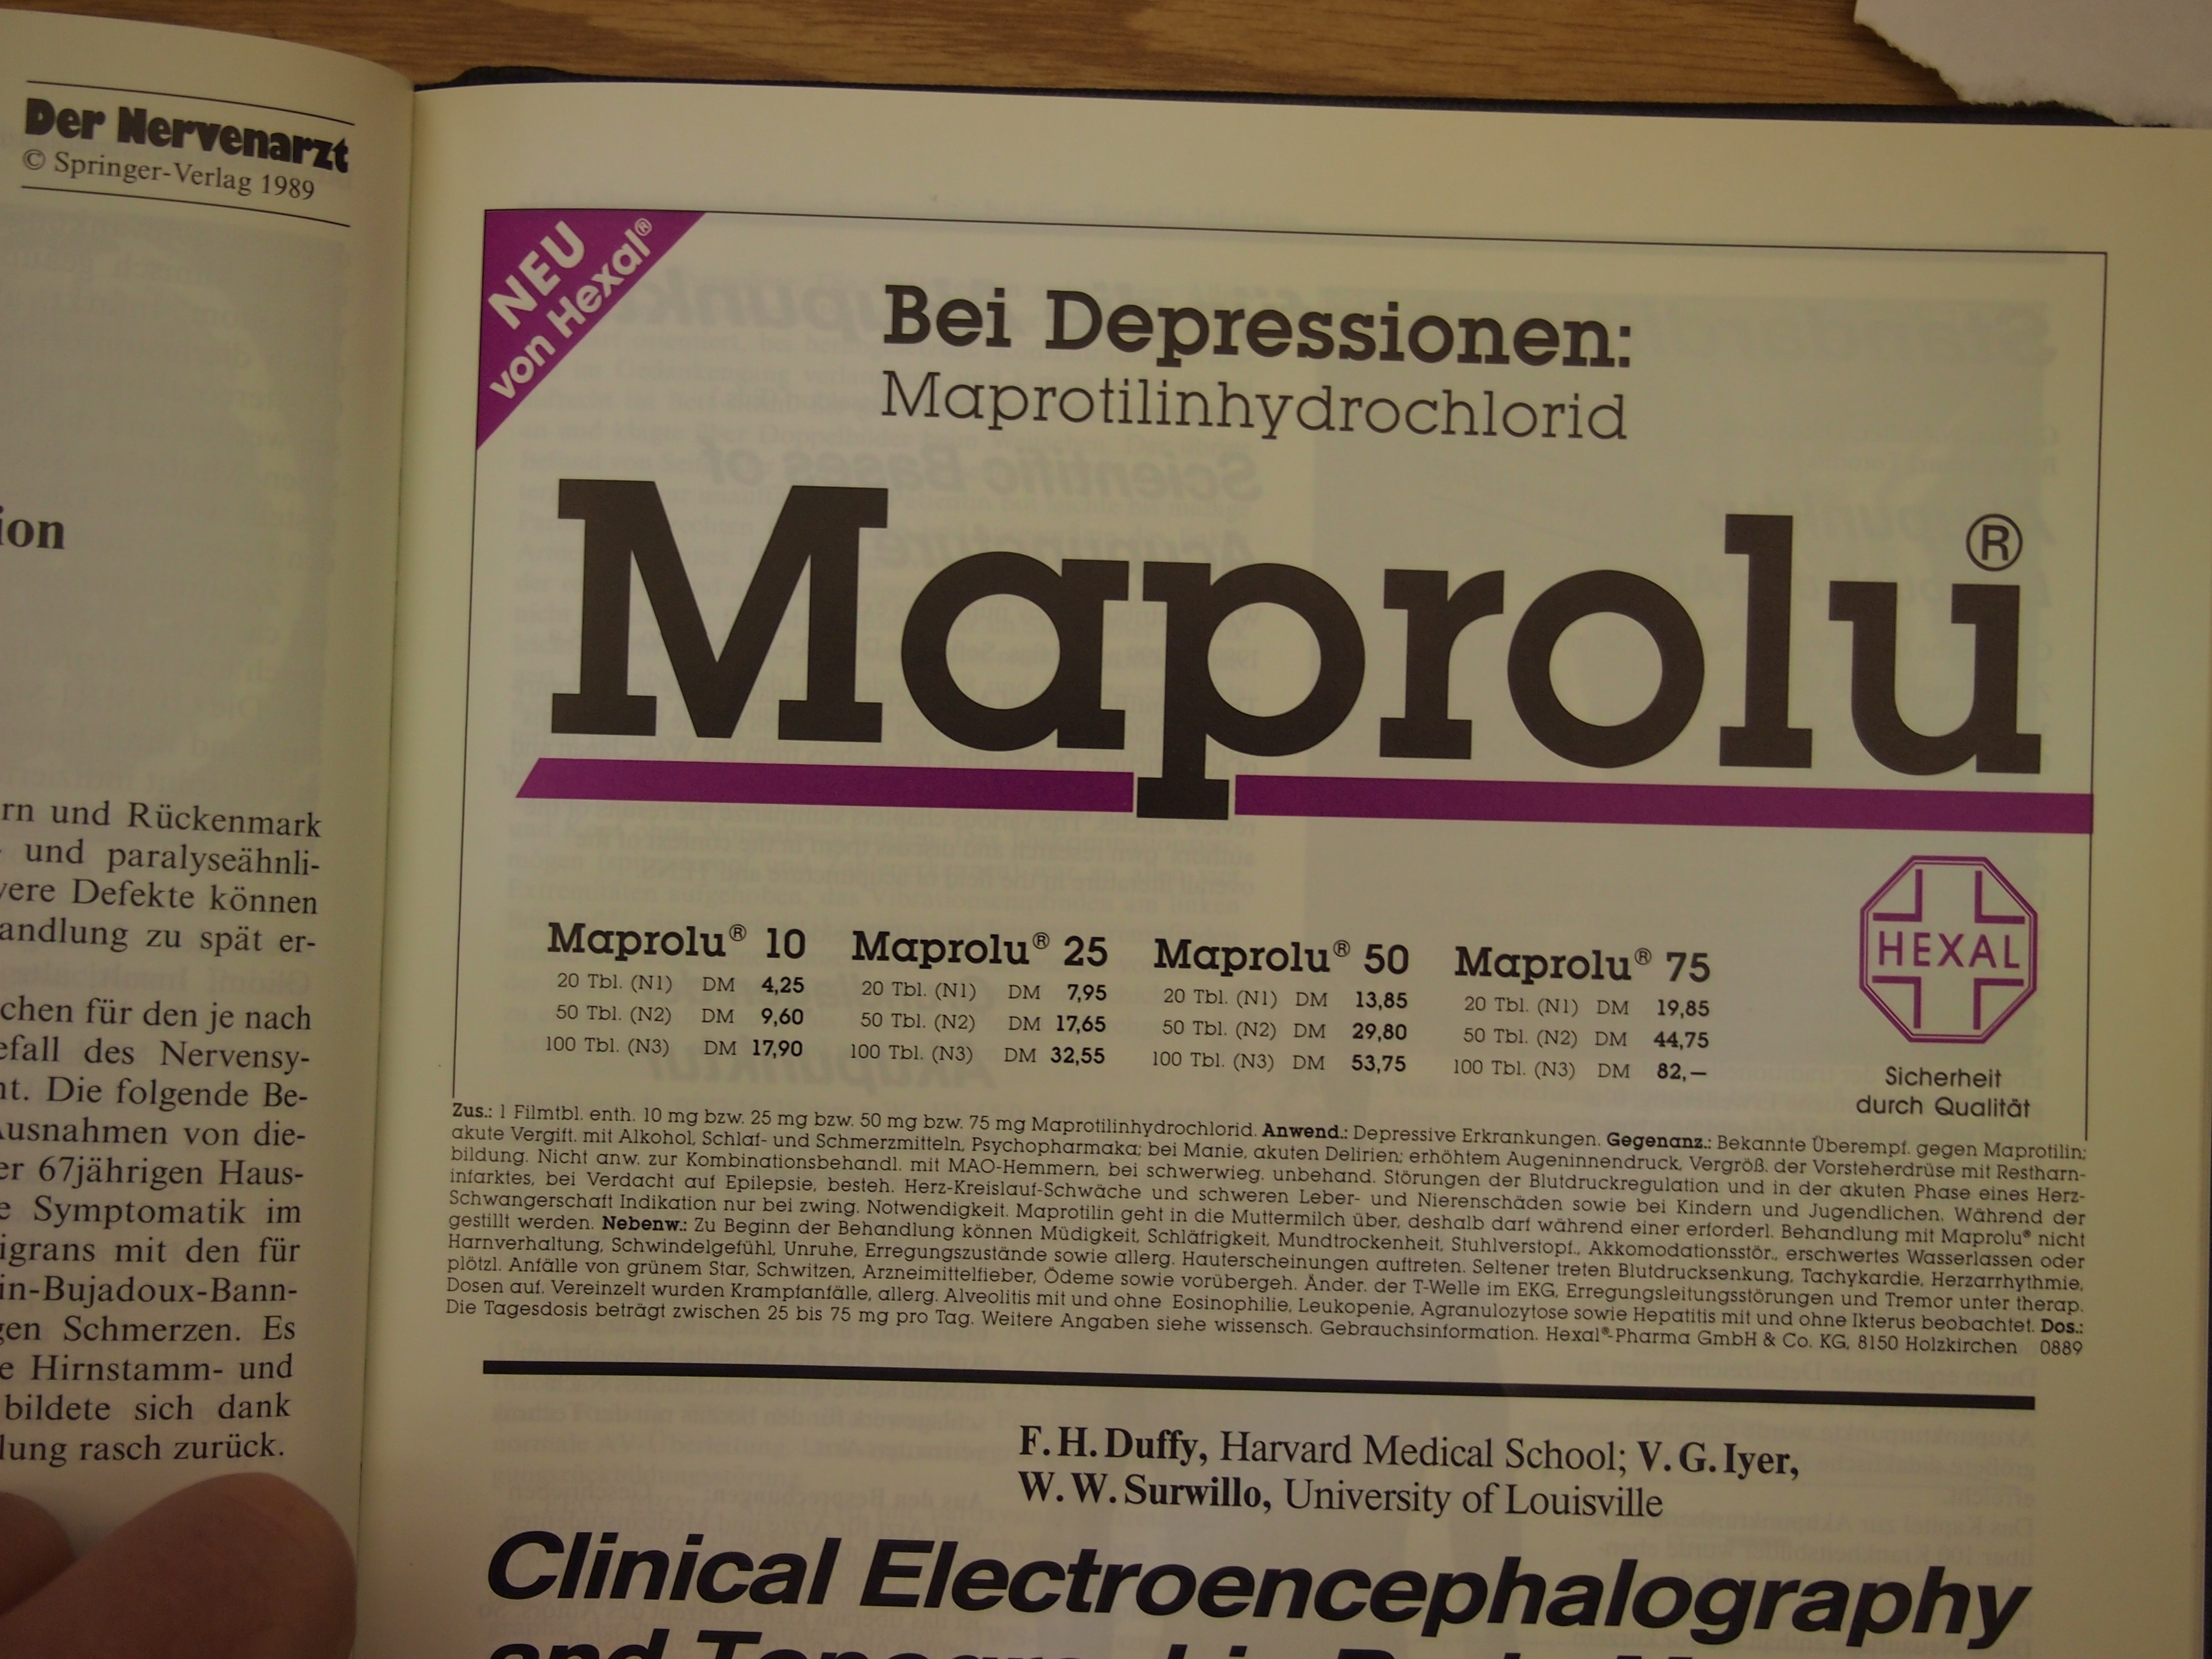 Der Nervenarzt
© Springer-Verlag 1989
ion
rn und Rückenmark
- und paralyseähnli-
vere Defekte können
andlung zu spät er-
chen für den je nach
efall des Nervensy-
nt. Die folgende Be-
Ausnahmen von die-
er 67jährigen Haus-
e Symptomatik im
igrans mit den für
in-Bujadoux-Bann-
gen Schmerzen. Es
e Hirnstamm- und
bildete sich dank
lung rasch zurück.
NEU
von Hexal®
Bei Depressionen:
Maprotilinhydrochlorid
Maprolu®
Maprolu® 10
20 Tbl. (N1) DM 4,25
50 Tbl. (N2) DM 9,60
100 Tbl. (N3) DM 17,90
Maprolu® 25
20 Tbl. (N1) DM 7,95
50 Tbl. (N2) DM 17,65
100 Tbl. (N3) DM 32,55
Maprolu® 50
20 Tbl. (N1) DM 13,85
50 Tbl. (N2) DM 29,80
100 Tbl. (N3) DM 53,75
Maprolu® 75
20 Tbl. (N1) DM 19,85
50 Tbl. (N2) DM 44,75
100 Tbl. (N3) DM 82,—
HEXAL
Sicherheit
durch Qualität
Zus.: 1 Filmtbl. enth. 10 mg bzw. 25 mg bzw. 50 mg bzw. 75 mg Maprotilinhydrochlorid. Anwend.: Depressive Erkrankungen. Gegenanz.: Bekannte Überempf. gegen Maprotilin;
akute Vergift. mit Alkohol, Schlaf- und Schmerzmitteln, Psychopharmaka; bei Manie, akuten Delirien; erhöhtem Augeninnendruck, Vergröß. der Vorsteherdrüse mit Restharn-
bildung. Nicht anw. zur Kombinationsbehandl. mit MAO-Hemmern, bei schwerwieg. unbehand. Störungen der Blutdruckregulation und in der akuten Phase eines Herz-
infarktes, bei Verdacht auf Epilepsie, besteh. Herz-Kreislauf-Schwäche und schweren Leber- und Nierenschäden sowie bei Kindern und Jugendlichen. Während der
Schwangerschaft Indikation nur bei zwing. Notwendigkeit. Maprotilin geht in die Muttermilch über, deshalb darf während einer erforderl. Behandlung mit Maprolu® nicht
gestillt werden. Nebenw.: Zu Beginn der Behandlung können Müdigkeit, Schläfrigkeit, Mundtrockenheit, Stuhlverstopf., Akkomodationsstör., erschwertes Wasserlassen oder
Harnverhaltung, Schwindelgefühl, Unruhe, Erregungszustände sowie allerg. Hauterscheinungen auftreten. Seltener treten Blutdrucksenkung, Tachykardie, Herzarrhythmie,
plötzl. Anfälle von grünem Star, Schwitzen, Arzneimittelfieber, Ödeme sowie vorübergeh. Änder. der T-Welle im EKG, Erregungsleitungsstörungen und Tremor unter therap.
Dosen auf. Vereinzelt wurden Krampfanfälle, allerg. Alveolitis mit und ohne Eosinophilie, Leukopenie, Agranulozytose sowie Hepatitis mit und ohne Ikterus beobachtet. Dos.:
Die Tagesdosis beträgt zwischen 25 bis 75 mg pro Tag. Weitere Angaben siehe wissensch. Gebrauchsinformation. Hexal®-Pharma GmbH & Co. KG, 8150 Holzkirchen 0889
F. H. Duffy, Harvard Medical School; V. G. Iyer,
W. W. Surwillo, University of Louisville
Clinical Electroencephalography
and